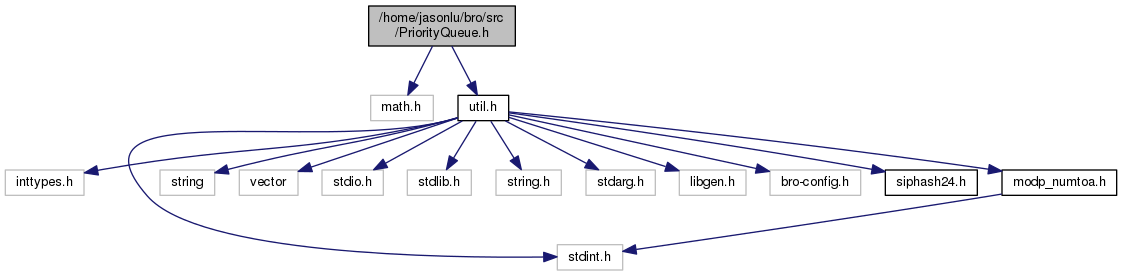 /home/jasonlu/bro/src
/PriorityQueue.h
math.h
util.h
inttypes.h
string
vector
stdio.h
stdlib.h
string.h
stdarg.h
libgen.h
bro-config.h
siphash24.h
modp_numtoa.h
stdint.h